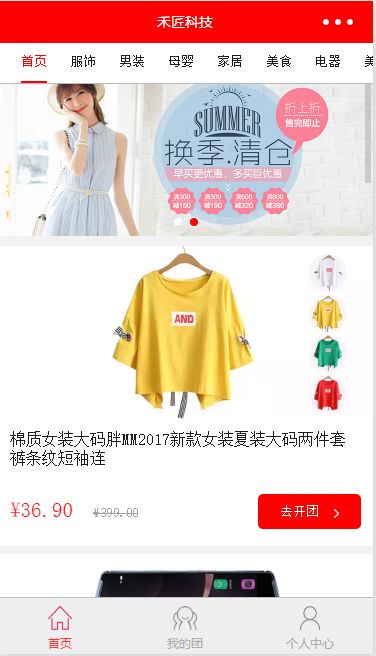 禾匠科技
首页 服饰 男装 母婴 家居 美食 电器
SUMMER
折上折
售完即止
换季.清仓
早买更优惠，多买巨优惠
满300 满300 满600 满800
减150 减190 减320 减380
AND
棉质女装大码胖MM2017新款女装夏装大码两件套
裤条纹短袖连
¥36.90 ¥399.00 去开团
首页 我的团 个人中心